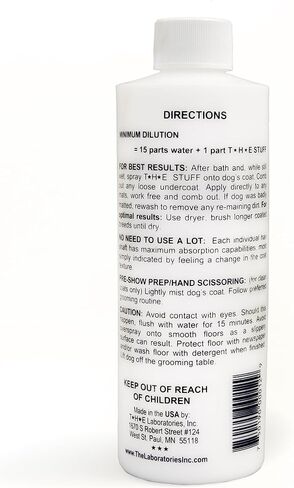 DIRECTIONS
MINIMUM DILUTION
= 15 parts water + 1 part T★H★E STUFF
FOR BEST RESULTS: After bath and, while still
wet, spray T★H★E STUFF onto dog's coat. Comb
out any loose undercoat. Apply directly to any
mats, work free and comb out. If dog was badly
matted, rewash to remove any re-maining dirt. For
optimal results: Use dryer. brush longer coated
breeds until dry.
NO NEED TO USE A LOT: Each individual hair
shaft has maximum absorption capabilities, most
simply indicated by feeling a change in the coat
texture.
PRE-SHOW PREP/HAND SCISSORING: (for clean
coats only) Lightly mist dog's coat. Follow preferred
grooming routine.
CAUTION: Avoid contact with eyes. Should this
happen, flush with water for 15 minutes. Avoid
overspray onto smooth floors as a slippery
surface can result. Protect floor with newspaper
and/or wash floor with detergent when finished.
Lift dog off the grooming table.
KEEP OUT OF REACH
OF CHILDREN
Made in the USA by:
T★H★E Laboratories, Inc.
1570 S Robert Street #124
West St. Paul, MN 55118
★★★
www.TheLaboratoriesInc.com